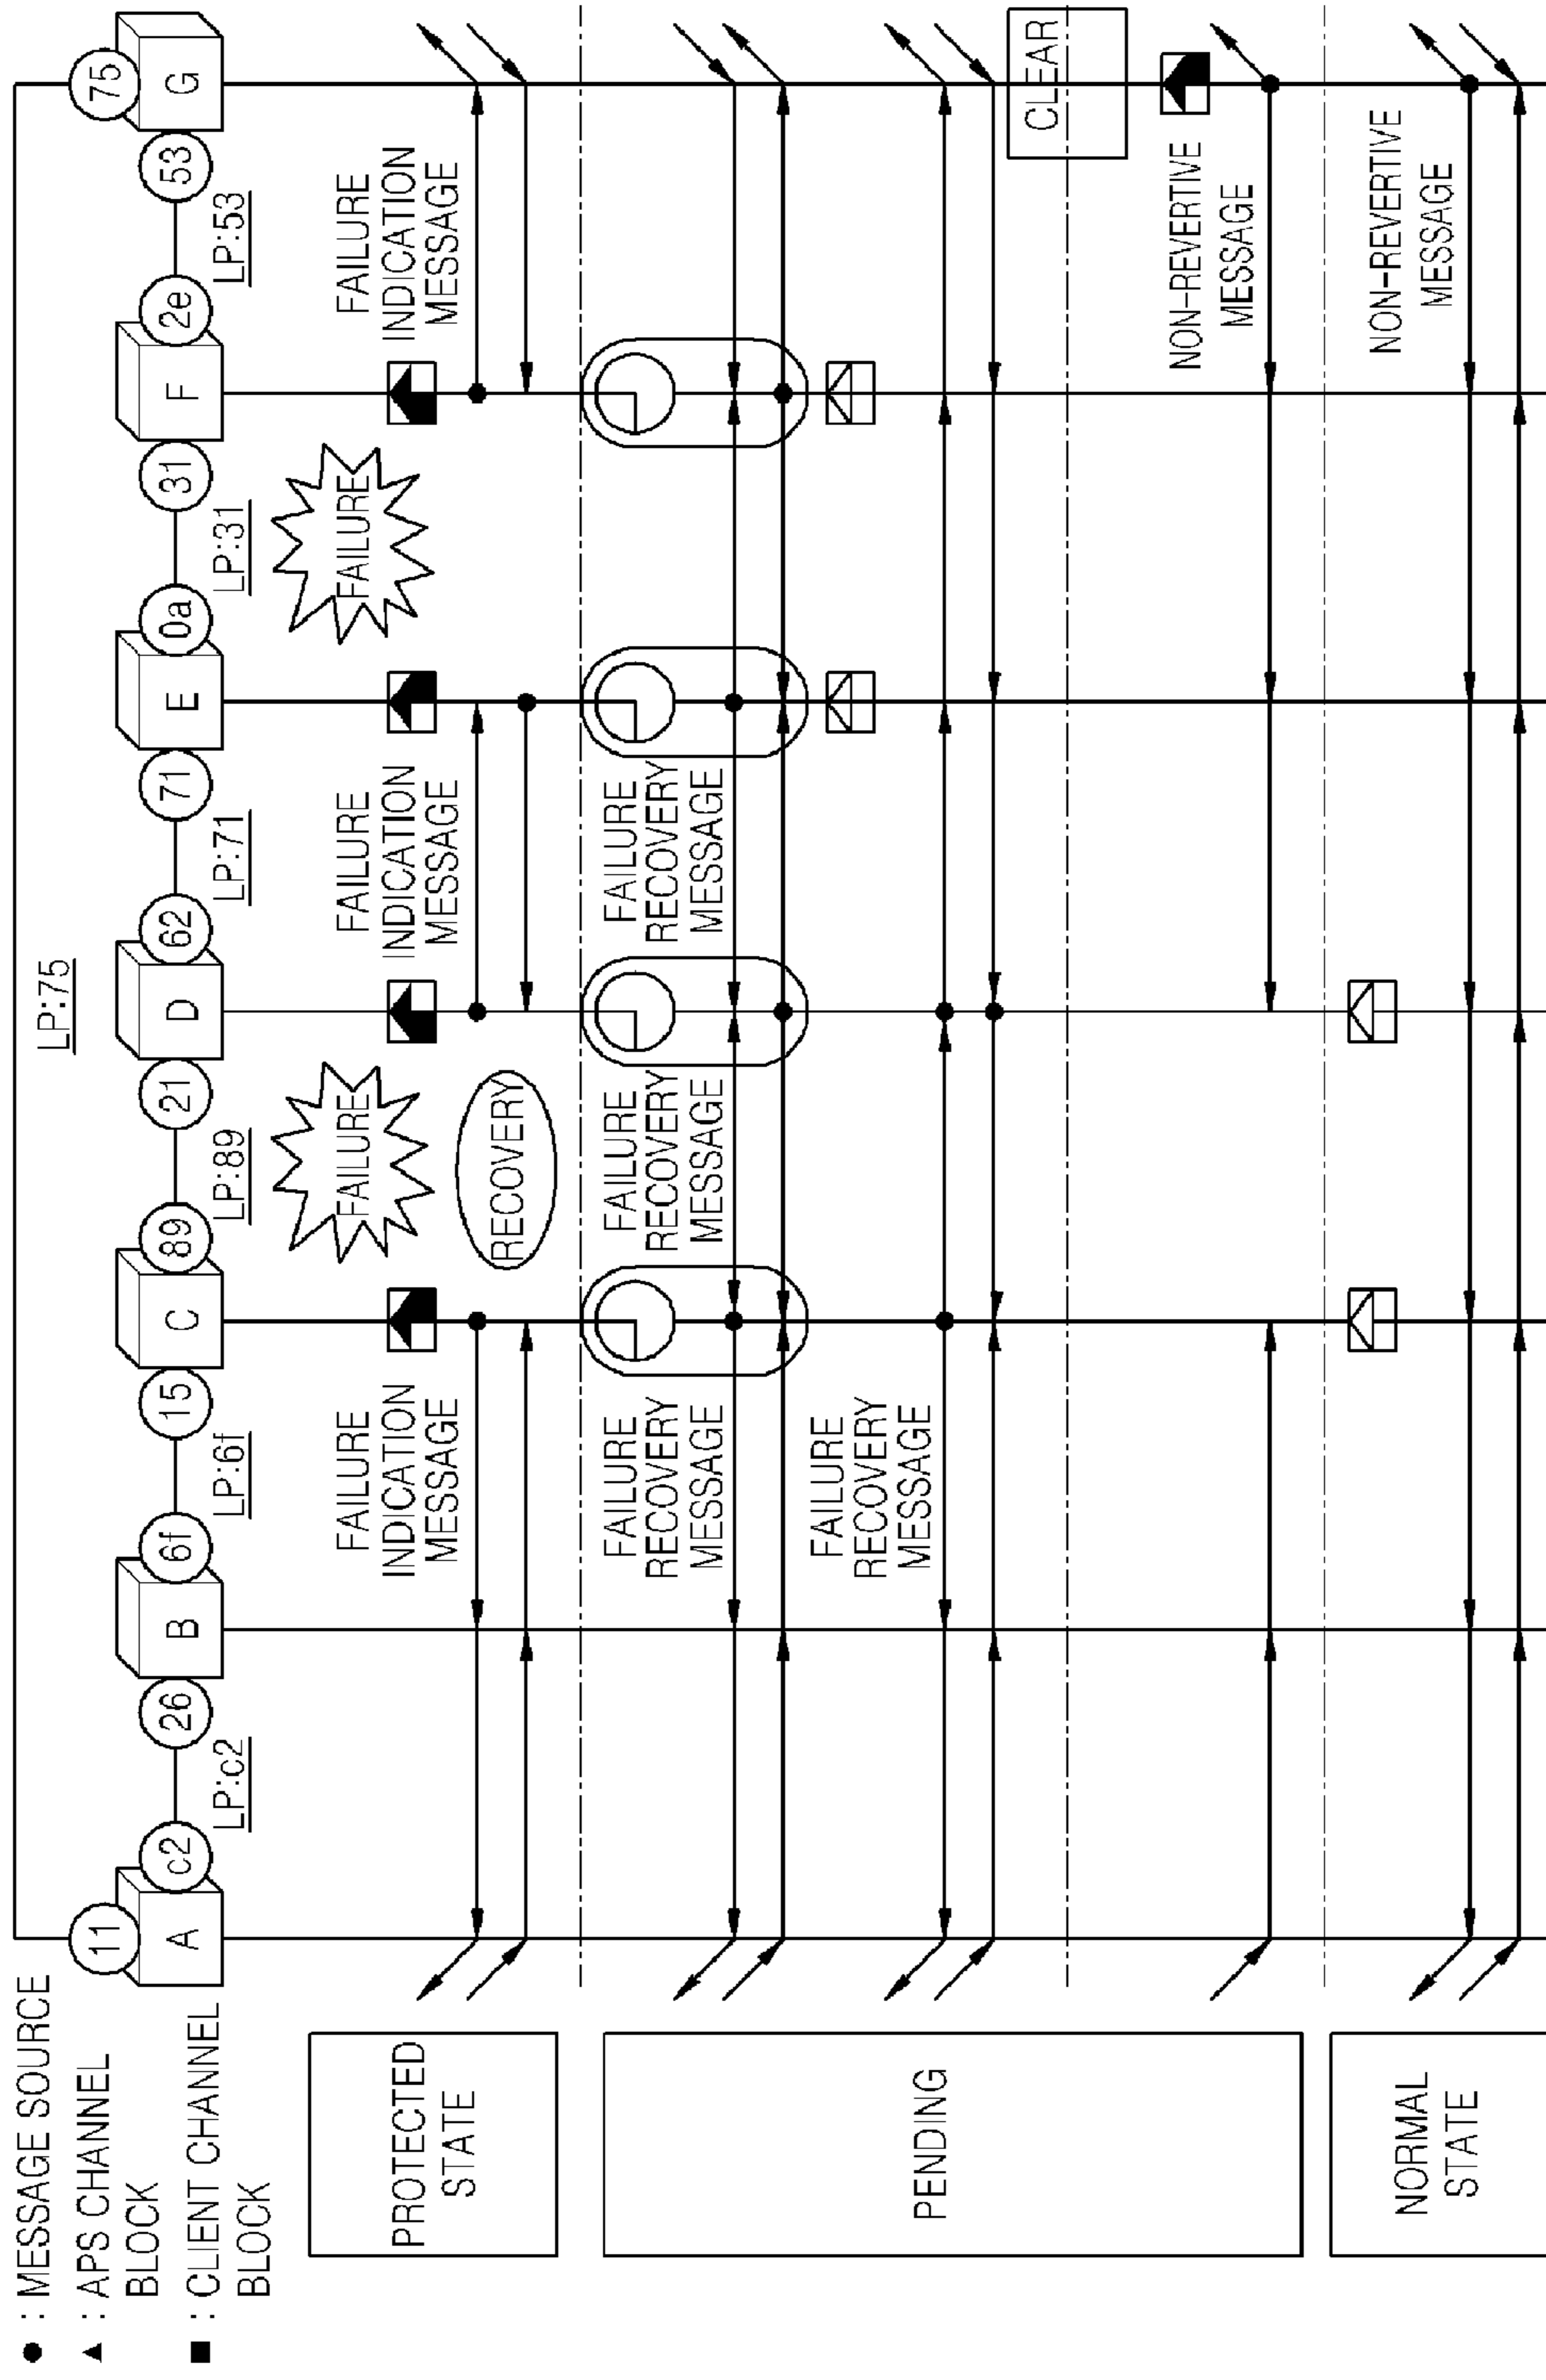 ● : MESSAGE SOURCE
▲ : APS CHANNEL
BLOCK
■ : CLIENT CHANNEL
BLOCK
LP:75
11
75
A
c2
26
B
6f
15
C
89
21
D
62
71
E
0a
31
F
2e
53
G
LP:c2
LP:6f
LP:89
LP:71
LP:31
LP:53
PROTECTED
STATE
FAILURE
FAILURE
FAILURE
INDICATION
MESSAGE
FAILURE
INDICATION
MESSAGE
FAILURE
INDICATION
MESSAGE
RECOVERY
PENDING
FAILURE
RECOVERY
MESSAGE
FAILURE
RECOVERY
MESSAGE
FAILURE
RECOVERY
MESSAGE
FAILURE
RECOVERY
MESSAGE
CLEAR
NON-REVERTIVE
MESSAGE
NORMAL
STATE
NON-REVERTIVE
MESSAGE